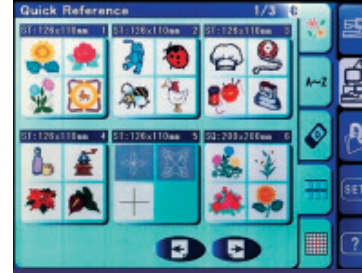 Quick Reference 1/3
ST:126x110mm 1 ST:126x110mm 2 ST:126x110mm 3
ST:126x110mm 4 ST:126x110mm 5 SQ:200x200mm 6
A~Z
SET
?